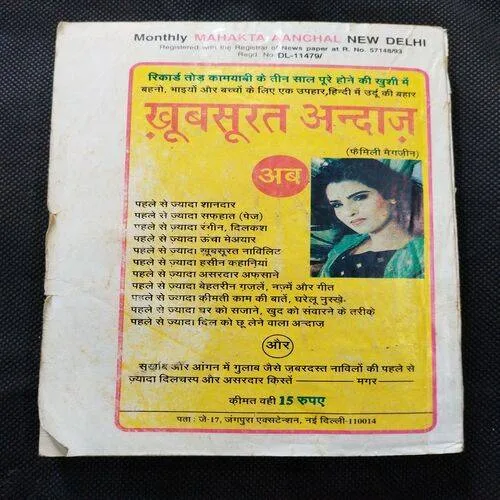 Monthly MAHAKTA AANCHAL NEW DELHI
Registered with the Registrar of News paper at R. No. 57148/93
Regd. No. DL-11479/
रिकार्ड तोड़ कामयाबी के तीन साल पूरे होने की खुशी में
बहनो, भाइयों और बच्चों के लिए एक उपहार,हिन्दी में उर्दू की बहार
ख़ूबसूरत अन्दाज़
(फैमिली मैगज़ीन)
अब
पहले से ज़्यादा शानदार
पहले से ज़्यादा सफहात (पेज)
पहले से ज़्यादा रंगीन, दिलकश
पहले से ज़्यादा ऊंचा मेअयार
पहले से ज़्यादा ख़ूबसूरत नाविलिट
पहले से ज़्यादा हसीन कहानियां
पहले से ज़्यादा असरदार अफ़साने
पहले से ज़्यादा बेहतरीन ग़ज़लें, नज़्में और गीत
पहले से ज़्यादा कीमती काम की बातें, घरेलू नुस्खे-
पहले से ज़्यादा घर को सजाने, खुद को संवारने के तरीके
पहले से ज़्यादा दिल को छू लेने वाला अन्दाज़
और
सुर्ख़ाब और आंगन में गुलाब जैसे ज़बरदस्त नाविलों की पहले से
ज़्यादा दिलचस्प और असरदार किस्तें ———— मगर ————
कीमत वही 15 रुपए
पता : जे-17, जंगपुरा एक्सटेन्शन, नई दिल्ली-110014